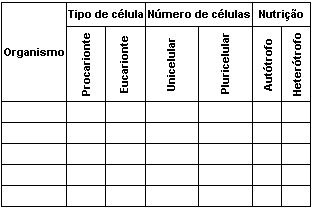 Organismo
Tipo de célula
Número de células
Nutrição
Procarionte
Eucarionte
Unicelular
Pluricelular
Autótrofo
Heterótrofo